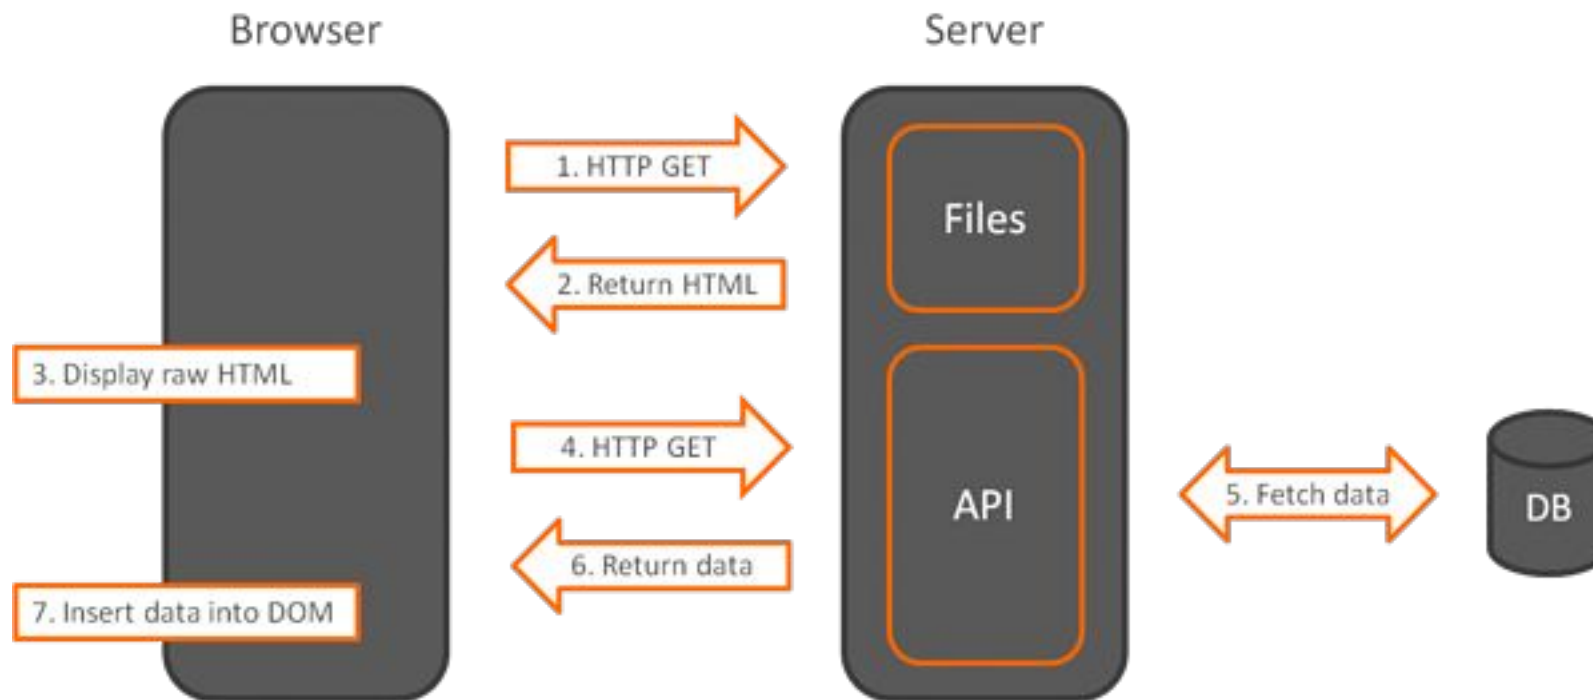 Browser
Server
1. HTTP GET
Files
2. Return HTML
3. Display raw HTML
4. HTTP GET
API
5. Fetch data
DB
6. Return data
7. Insert data into DOM